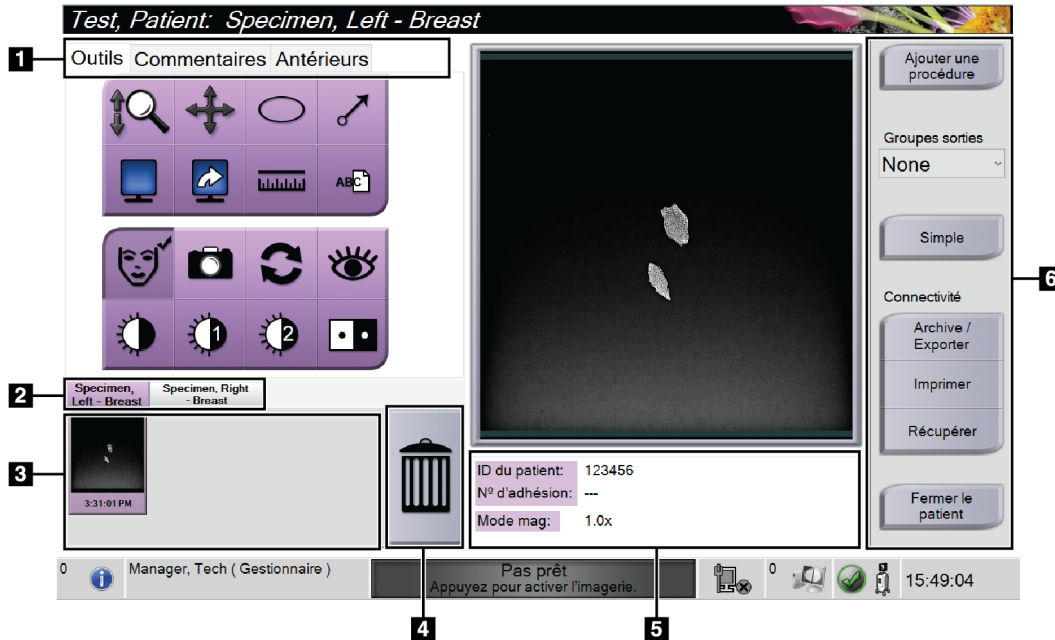 Test, Patient: Specimen, Left - Breast
1
Outils Commentaires Antérieurs
ABC
1
2
2
Specimen,
Left - Breast
Specimen, Right
- Breast
3
3:31:01 PM
4
ID du patient: 123456
Nº d'adhésion: ---
Mode mag: 1.0x
5
Ajouter une
procédure
Groupes sorties
None
Simple
Connectivité
Archive /
Exporter
Imprimer
Récupérer
Fermer le
patient
6
0
Manager, Tech ( Gestionnaire )
Pas prêt
Appuyez pour activer l'imagerie.
0
15:49:04